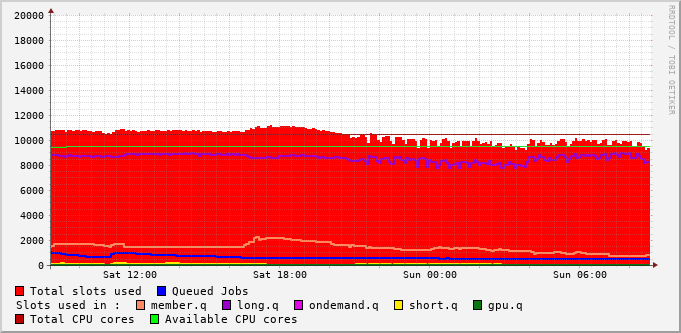 RRDTOOL / TOBI OETIKER
20000
18000
16000
14000
12000
10000
8000
6000
4000
2000
0
Sat 12:00 Sat 18:00 Sun 00:00 Sun 06:00
Total slots used Queued Jobs
Slots used in : member.q long.q ondemand.q short.q gpu.q
Total CPU cores Available CPU cores